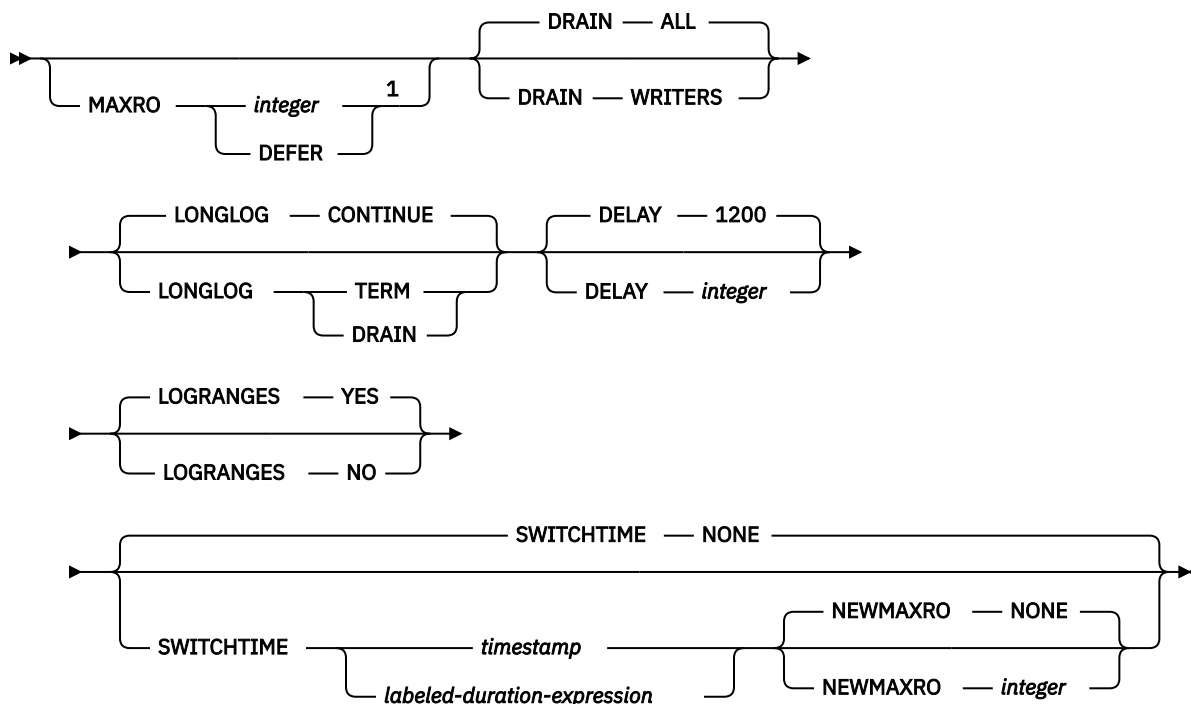 DRAIN ALL
1
MAXRO integer DRAIN WRITERS
DEFER
LONGLOG CONTINUE DELAY 1200
LONGLOG TERM DELAY integer
DRAIN
LOGRANGES YES
LOGRANGES NO
SWITCHTIME NONE
NEWMAXRO NONE
SWITCHTIME timestamp
NEWMAXRO integer
labeled-duration-expression